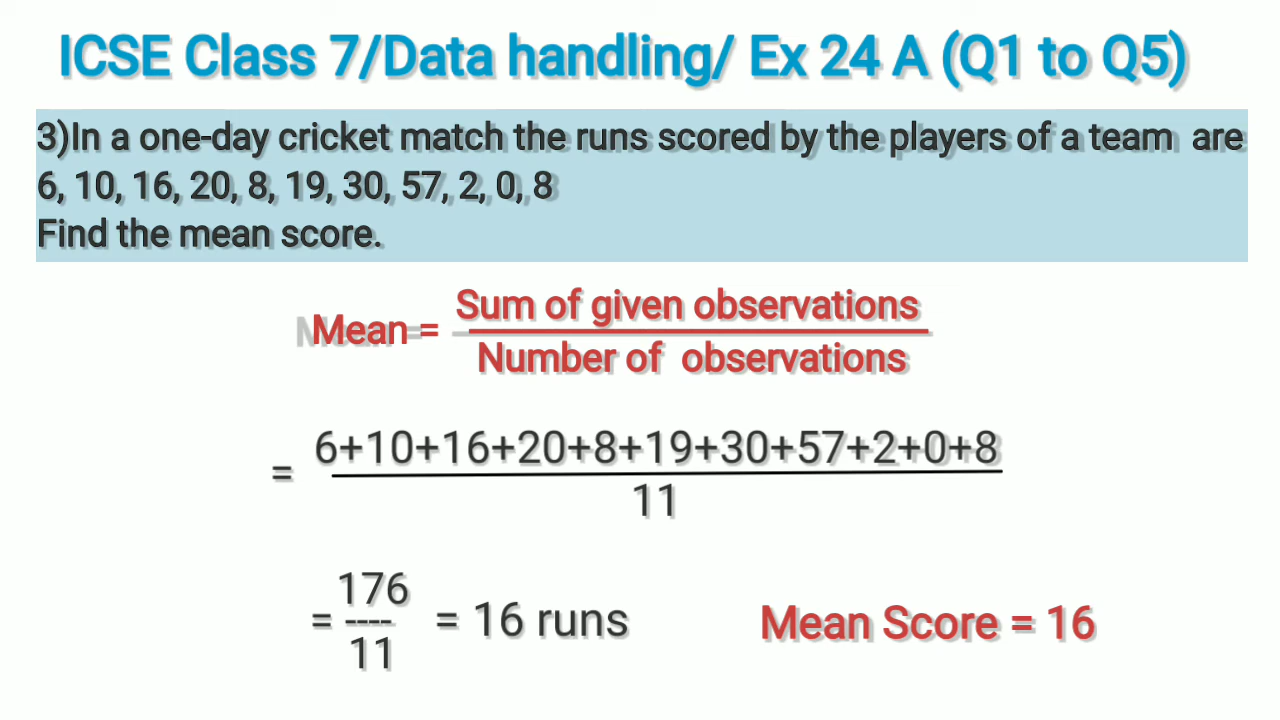 ICSE Class 7/Data handling/ Ex 24 A (Q1 to Q5)
3)In a one-day cricket match the runs scored by the players of a team are
6, 10, 16, 20, 8, 19, 30, 57, 2, 0, 8
Find the mean score.
Mean = Sum of given observations
Number of observations
= 6+10+16+20+8+19+30+57+2+0+8
11
= 176
----
11
= 16 runs
Mean Score = 16